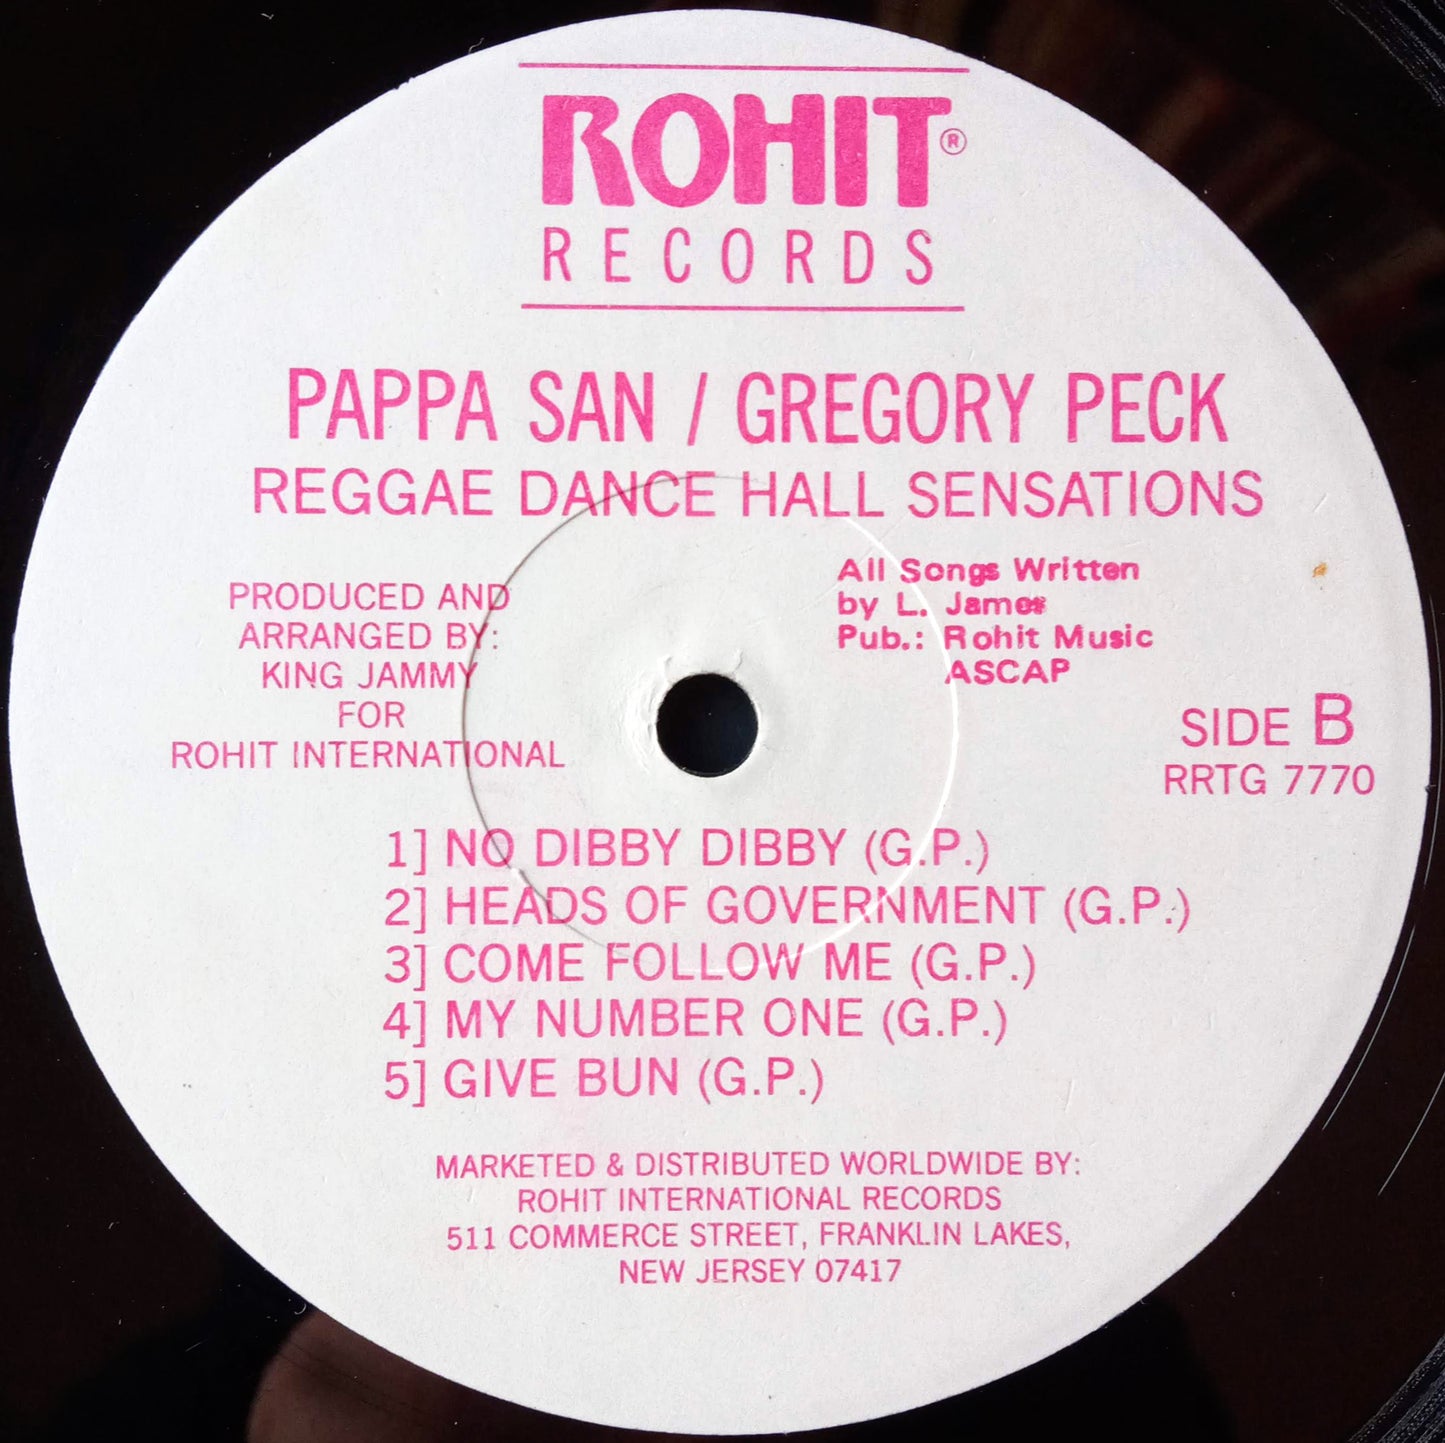 ROHIT®
RECORDS
PAPPA SAN / GREGORY PECK
REGGAE DANCE HALL SENSATIONS
PRODUCED AND
ARRANGED BY:
KING JAMMY
FOR
ROHIT INTERNATIONAL
All Songs Written
by L. James
Pub.: Rohit Music
ASCAP
SIDE B
RRTG 7770
1] NO DIBBY DIBBY (G.P.)
2] HEADS OF GOVERNMENT (G.P.)
3] COME FOLLOW ME (G.P.)
4] MY NUMBER ONE (G.P.)
5] GIVE BUN (G.P.)
MARKETED & DISTRIBUTED WORLDWIDE BY:
ROHIT INTERNATIONAL RECORDS
511 COMMERCE STREET, FRANKLIN LAKES,
NEW JERSEY 07417